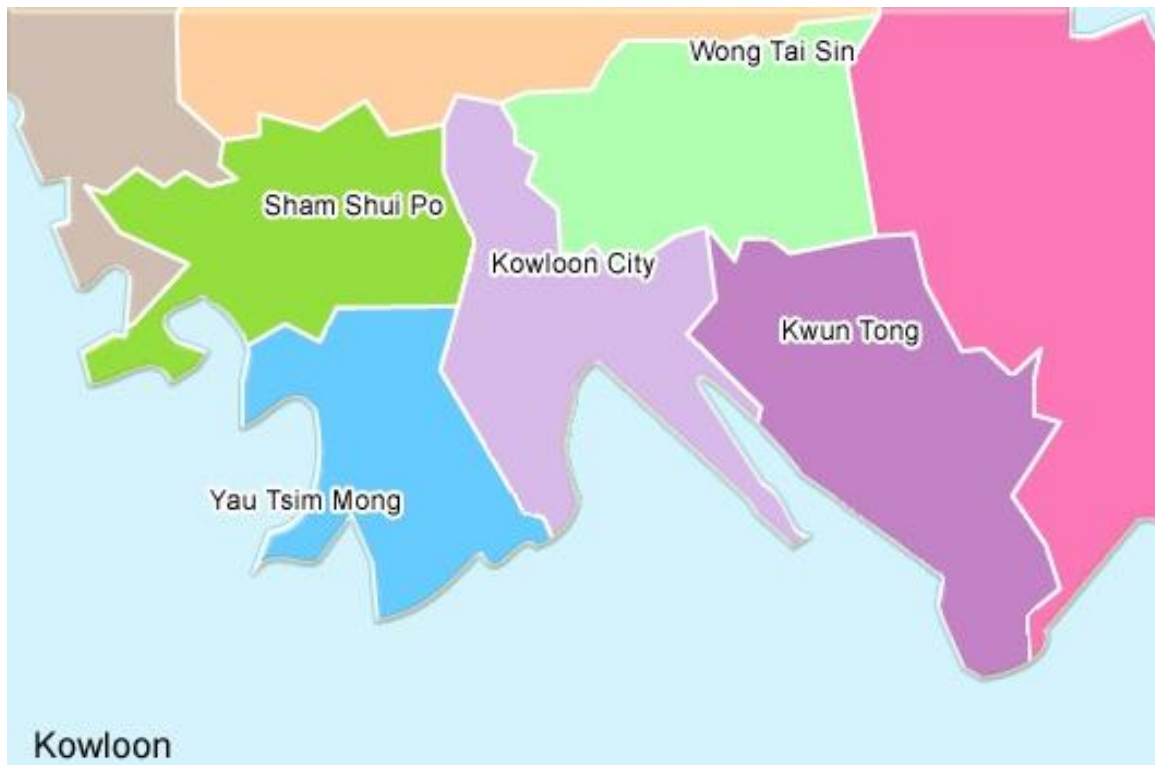 Wong Tai Sin
Sham Shui Po
Kowloon City
Kwun Tong
Yau Tsim Mong
Kowloon